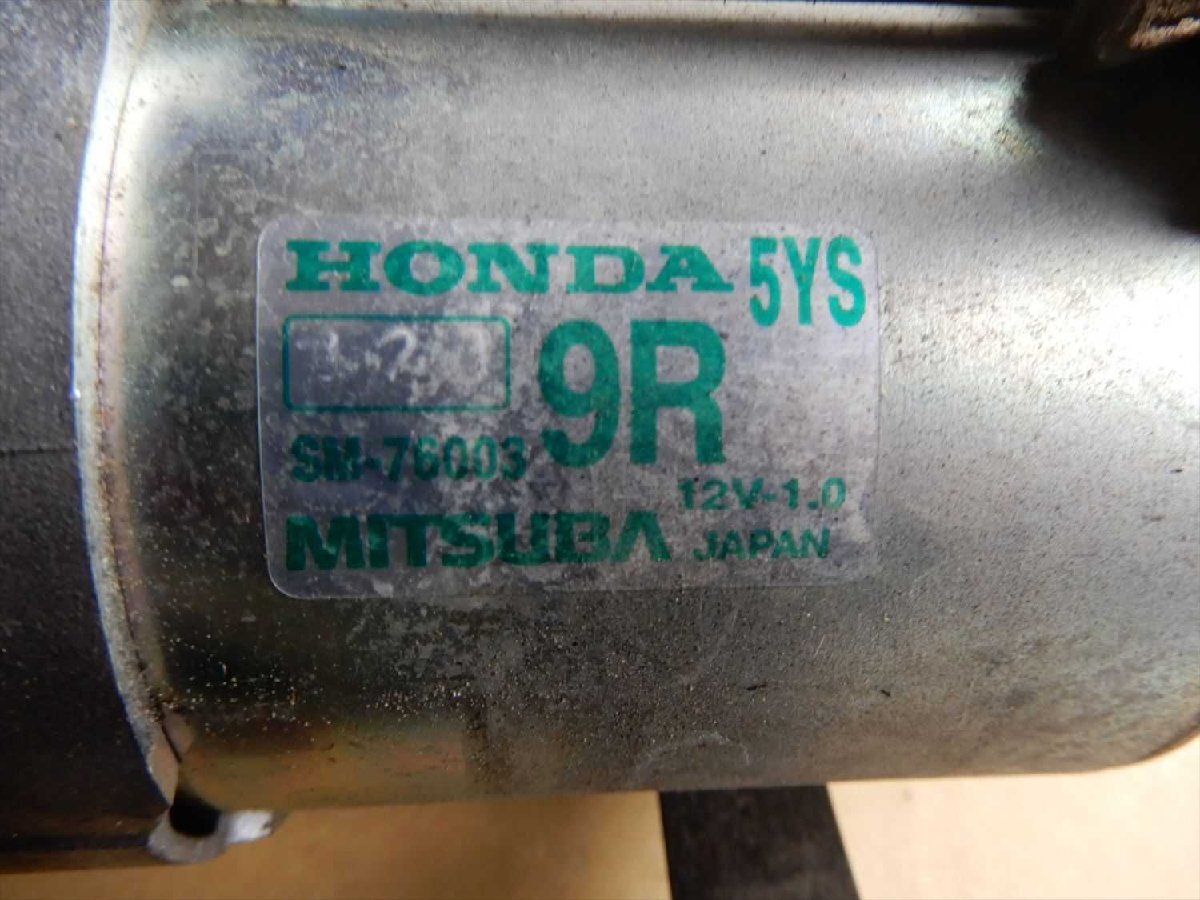 HONDA 5YS
9R
SM-76003
12V-1.0
MITSUBA JAPAN